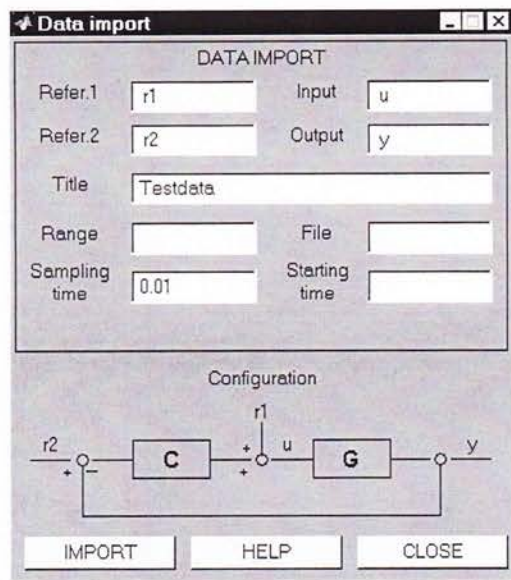 Data import
DATA IMPORT
Refer.1 r1 Input u
Refer.2 r2 Output y
Title Testdata
Range File
Sampling time 0.01 Starting time
Configuration
r1
r2 + − C + + u G y
IMPORT HELP CLOSE